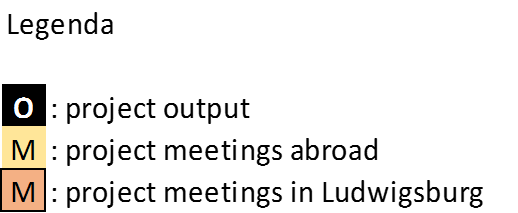 Legenda
O : project output
M : project meetings abroad
M : project meetings in Ludwigsburg